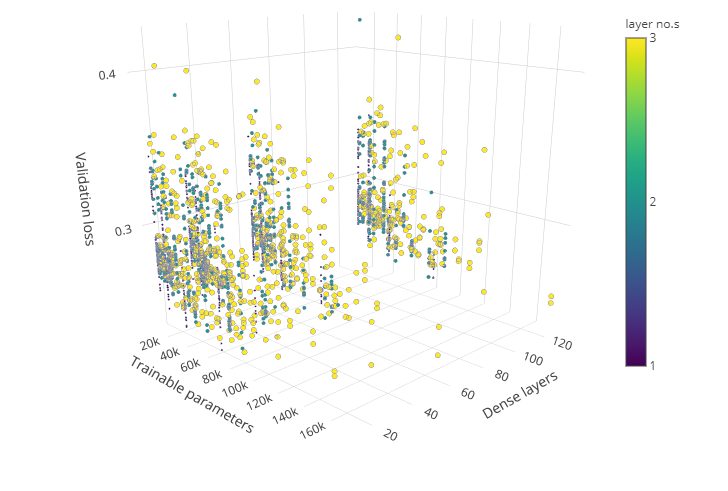 layer no.s
3
2
1
0.4
0.3
Validation loss
20k
40k
60k
80k
100k
120k
140k
160k
Trainable parameters
20
40
60
80
100
120
Dense layers